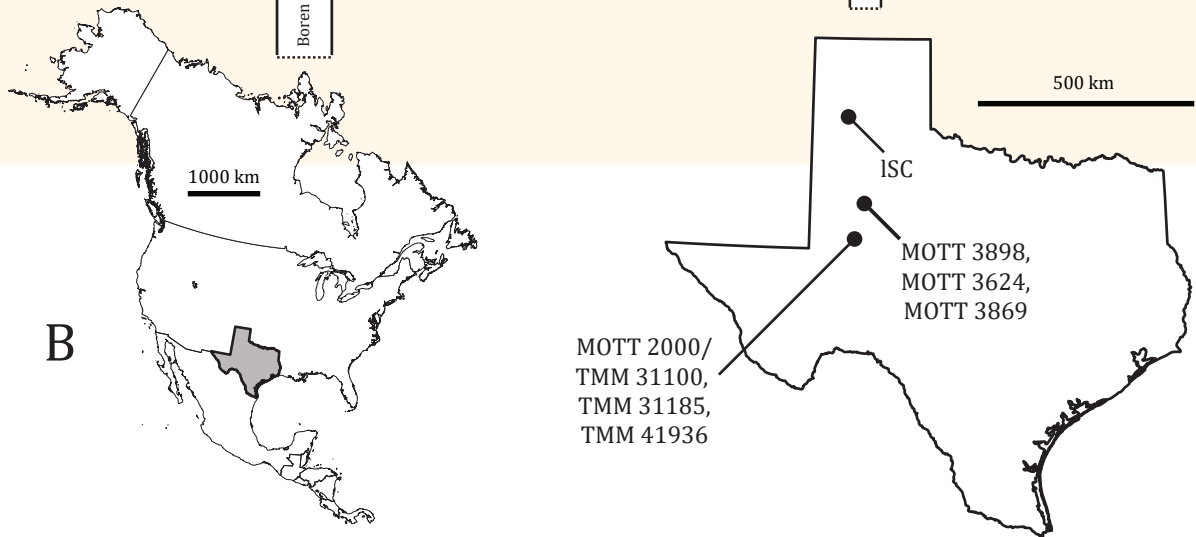 Boren
1000 km
B
500 km
lSC
MOTT 3898,
MOTT 3624,
MOTT 3869
MOTT 2000/
TMM 31100,
TMM 31185,
TMM 41936